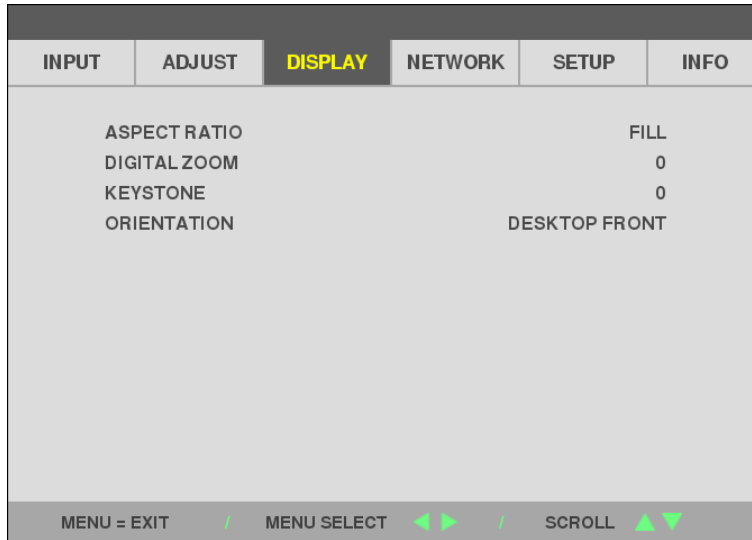 INPUT ADJUST DISPLAY NETWORK SETUP INFO
ASPECT RATIO FILL
DIGITAL ZOOM 0
KEYSTONE 0
ORIENTATION DESKTOP FRONT
MENU = EXIT / MENU SELECT ◀ ▶ / SCROLL ▲ ▼